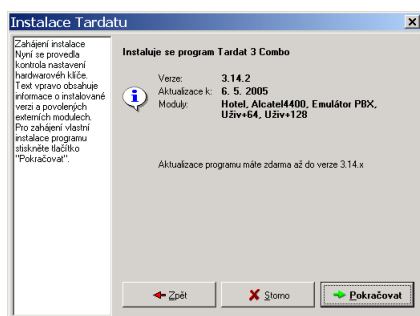 Instalace Tardatu
Zahájení instalace
Nyní se provedla
kontrola nastavení
hardwarovéh klíče.
Text vpravo obsahuje
informace o instalované
verzi a povolených
externích modulech.
Pro zahájení vlastní
instalace programu
stiskněte tlačítko
"Pokračovat".
Instaluje se program Tardat 3 Combo
Verze: 3.14.2
Aktualizace k: 6. 5. 2005
Moduly: Hotel, Alcatel4400, Emulátor PBX,
Uživ+64, Uživ+128
Aktualizace programu máte zdarma až do verze 3.14.x
Zpět
Storno
Pokračovat